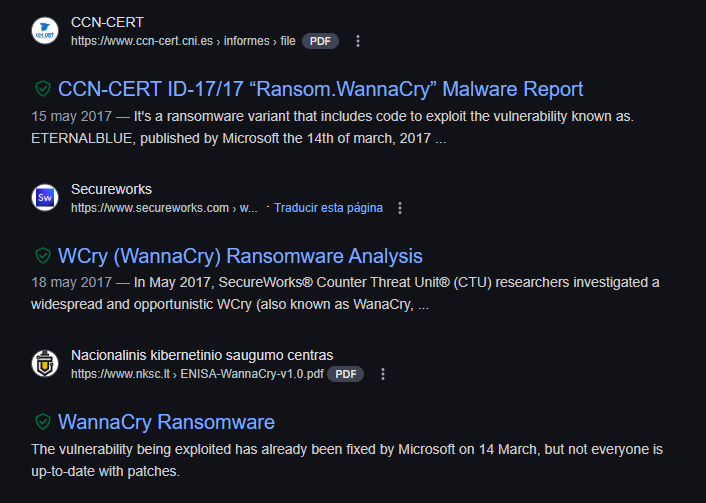 CCN-CERT
https://www.ccn-cert.cni.es › informes › file PDF
CCN-CERT ID-17/17 “Ransom.WannaCry” Malware Report
15 may 2017 — It's a ransomware variant that includes code to exploit the vulnerability known as.
ETERNALBLUE, published by Microsoft the 14th of march, 2017 ...
Secureworks
https://www.secureworks.com › w... · Traducir esta página
WCry (WannaCry) Ransomware Analysis
18 may 2017 — In May 2017, SecureWorks® Counter Threat Unit® (CTU) researchers investigated a
widespread and opportunistic WCry (also known as WanaCry, ...
Nacionalinis kibernetinio saugumo centras
https://www.nksc.lt › ENISA-WannaCry-v1.0.pdf PDF
WannaCry Ransomware
The vulnerability being exploited has already been fixed by Microsoft on 14 March, but not everyone is
up-to-date with patches.